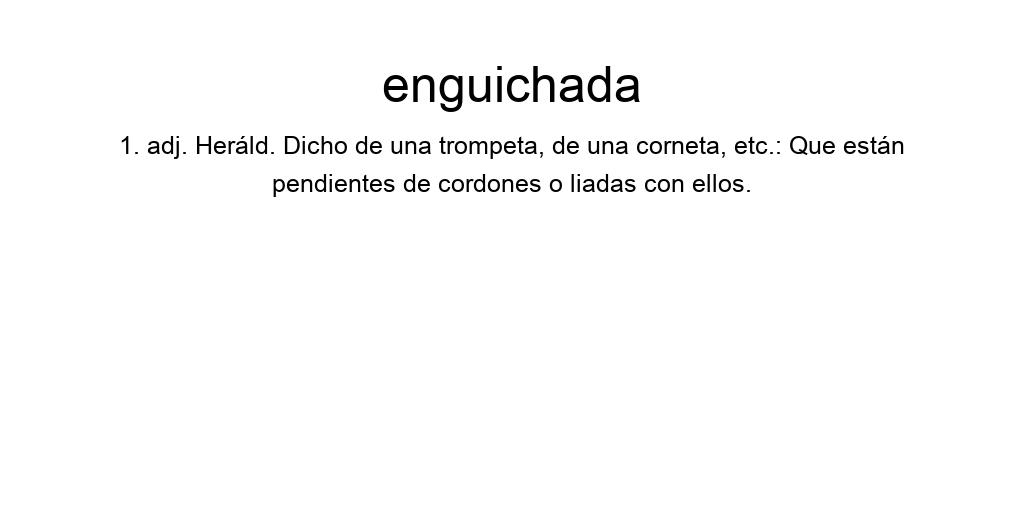 enguichada
1. adj. Heráld. Dicho de una trompeta, de una corneta, etc.: Que están
pendientes de cordones o liadas con ellos.